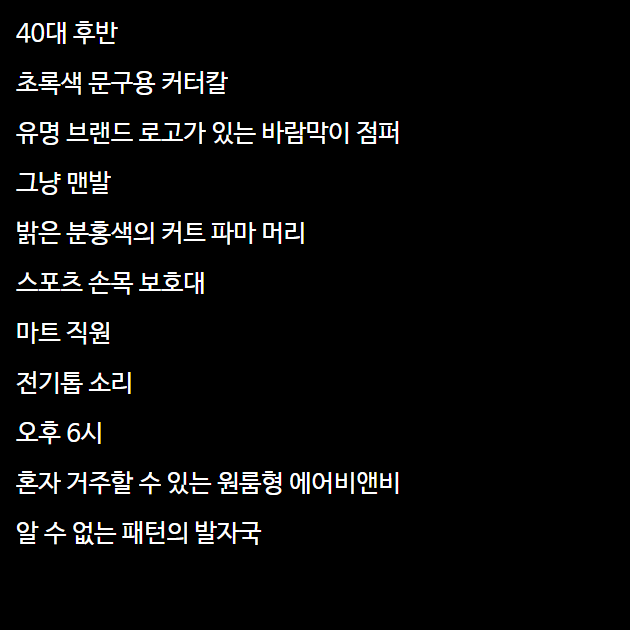 40대 후반
초록색 문구용 커터칼
유명 브랜드 로고가 있는 바람막이 점퍼
그냥 맨발
밝은 분홍색의 커트 파마 머리
스포츠 손목 보호대
마트 직원
전기톱 소리
오후 6시
혼자 거주할 수 있는 원룸형 에어비앤비
알 수 없는 패턴의 발자국